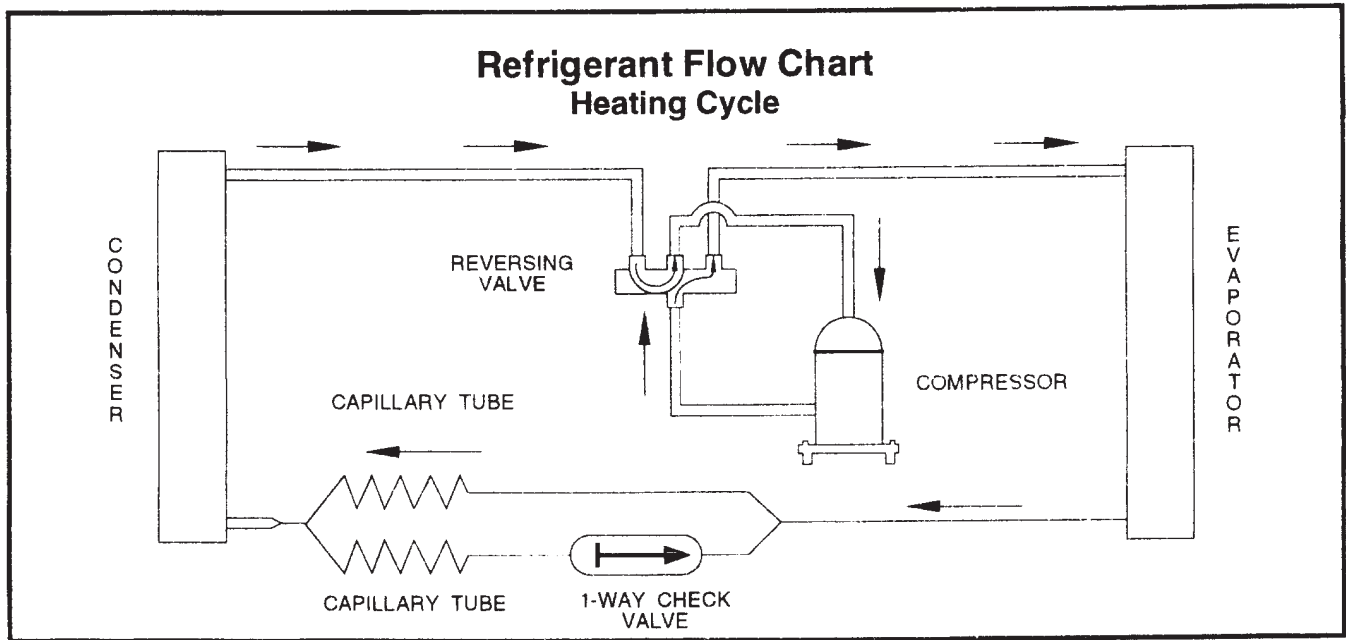 Refrigerant Flow Chart
Heating Cycle
CONDENSER
REVERSING
VALVE
EVAPORATOR
COMPRESSOR
CAPILLARY TUBE
CAPILLARY TUBE
1-WAY CHECK
VALVE